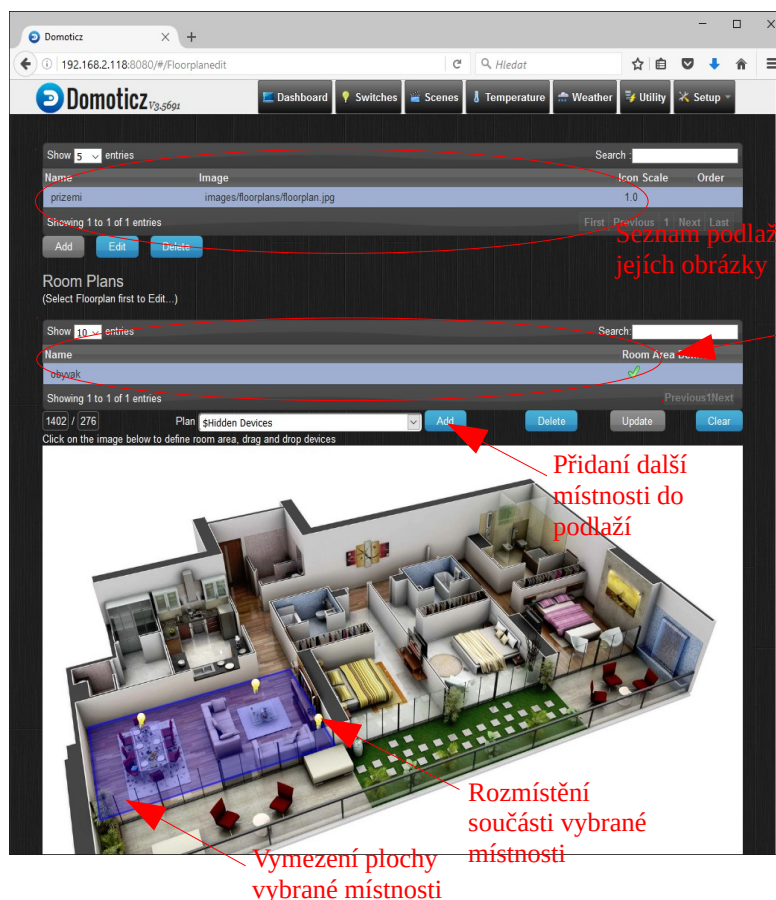 Domoticz × +
192.168.2.118:8080/#/Floorplanedit Hledat
Domoticz V3.5691 Dashboard Switches Scenes Temperature Weather Utility Setup
Show 5 entries Search :
Name Image Icon Scale Order
prizemi images/floorplans/floorplan.jpg 1.0
Showing 1 to 1 of 1 entries First Previous 1 Next Last
Add Edit Delete
Seznam podlaž
jejích obrázky
Room Plans
(Select Floorplan first to Edit...)
Show 10 entries Search:
Name Room Area
obyvak
Showing 1 to 1 of 1 entries Previous1Next
1402 / 276 Plan $Hidden Devices Add Delete Update Clear
Click on the image below to define room area, drag and drop devices
Přidaní další
místnosti do
podlaží
Rozmístění
součásti vybrané
místnosti
Vymezení plochy
vybrané místnosti